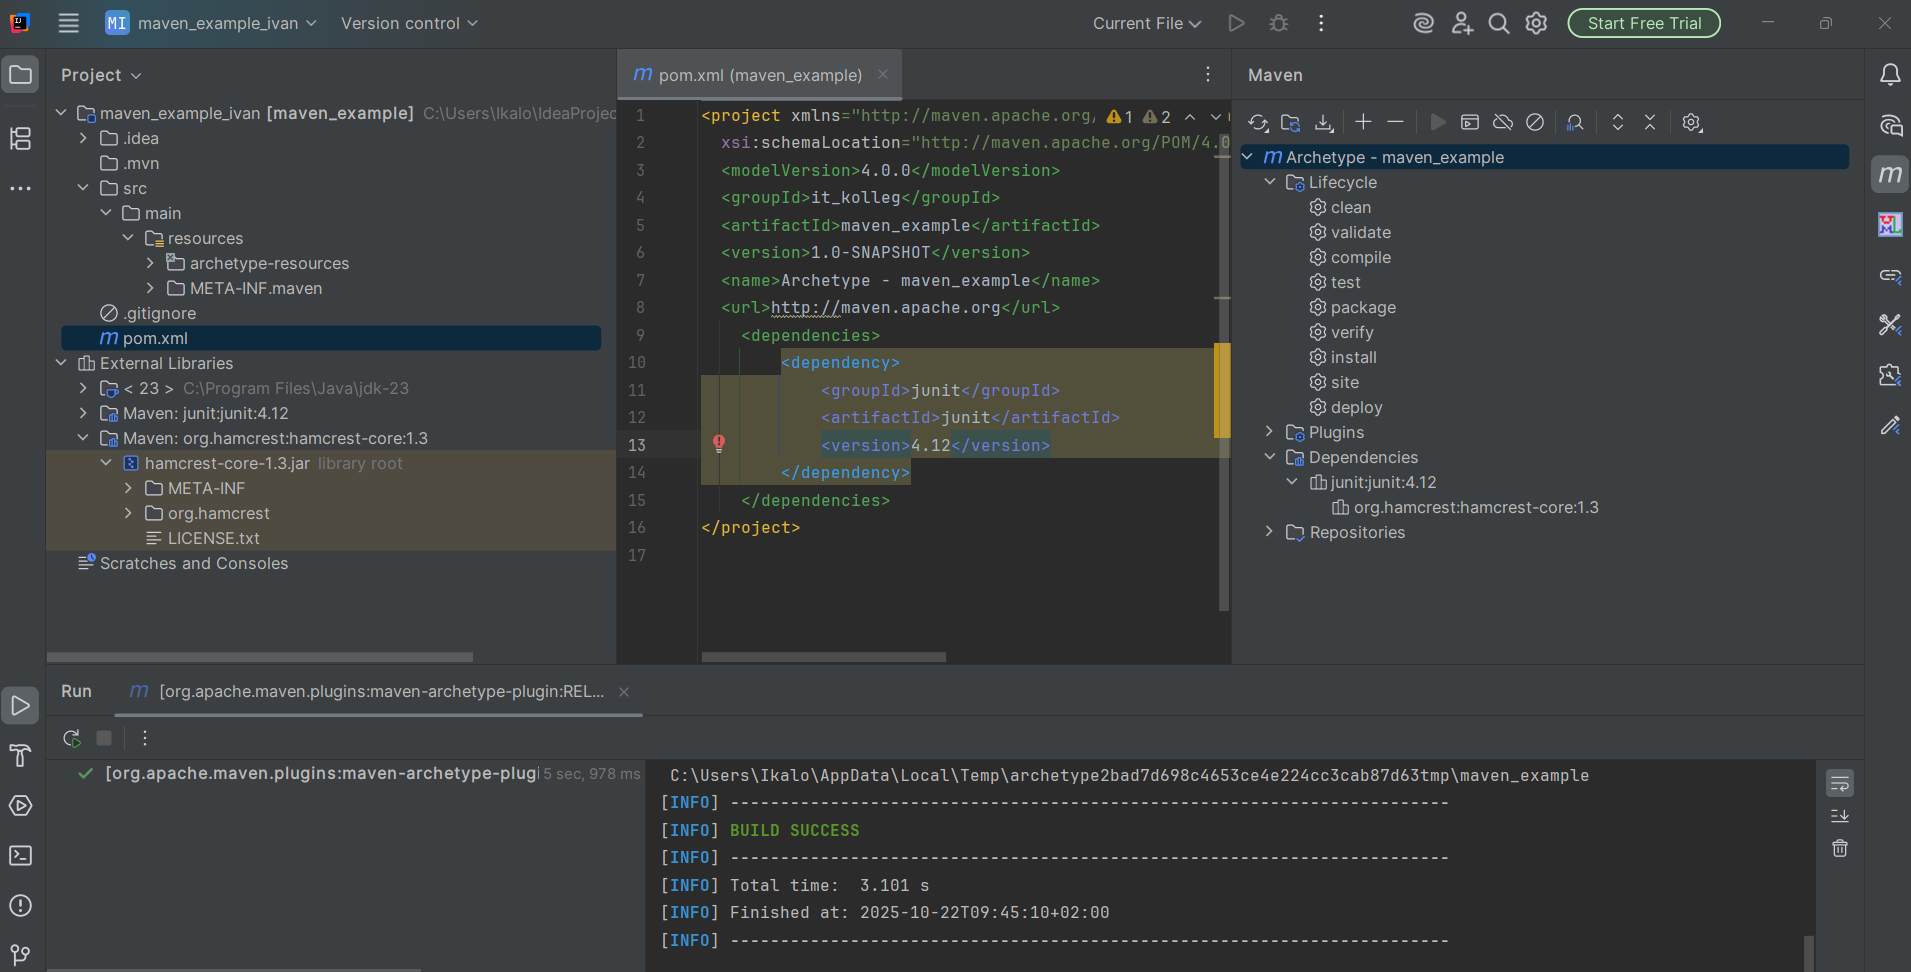 MI maven_example_ivan Version control Current File Start Free Trial
Project
maven_example_ivan [maven_example] C:\Users\Ikalo\IdeaProjec
.idea
.mvn
src
main
resources
archetype-resources
META-INF.maven
.gitignore
m pom.xml
External Libraries
< 23 > C:\Program Files\Java\jdk-23
Maven: junit:junit:4.12
Maven: org.hamcrest:hamcrest-core:1.3
hamcrest-core-1.3.jar library root
META-INF
org.hamcrest
LICENSE.txt
Scratches and Consoles
m pom.xml (maven_example)
1 <project xmlns="http://maven.apache.org/ 1 2
2 xsi:schemaLocation="http://maven.apache.org/POM/4.0
3 <modelVersion>4.0.0</modelVersion>
4 <groupId>it_kolleg</groupId>
5 <artifactId>maven_example</artifactId>
6 <version>1.0-SNAPSHOT</version>
7 <name>Archetype - maven_example</name>
8 <url>http://maven.apache.org</url>
9 <dependencies>
10 <dependency>
11 <groupId>junit</groupId>
12 <artifactId>junit</artifactId>
13 <version>4.12</version>
14 </dependency>
15 </dependencies>
16 </project>
17
Maven
m Archetype - maven_example
Lifecycle
clean
validate
compile
test
package
verify
install
site
deploy
Plugins
Dependencies
junit:junit:4.12
org.hamcrest:hamcrest-core:1.3
Repositories
m
UML
Run m [org.apache.maven.plugins:maven-archetype-plugin:REL...
[org.apache.maven.plugins:maven-archetype-plugi 5 sec, 978 ms
C:\Users\Ikalo\AppData\Local\Temp\archetype2bad7d698c4653ce4e224cc3cab87d63tmp\maven_example
[INFO] ------------------------------------------------------------------------
[INFO] BUILD SUCCESS
[INFO] ------------------------------------------------------------------------
[INFO] Total time:  3.101 s
[INFO] Finished at: 2025-10-22T09:45:10+02:00
[INFO] ------------------------------------------------------------------------